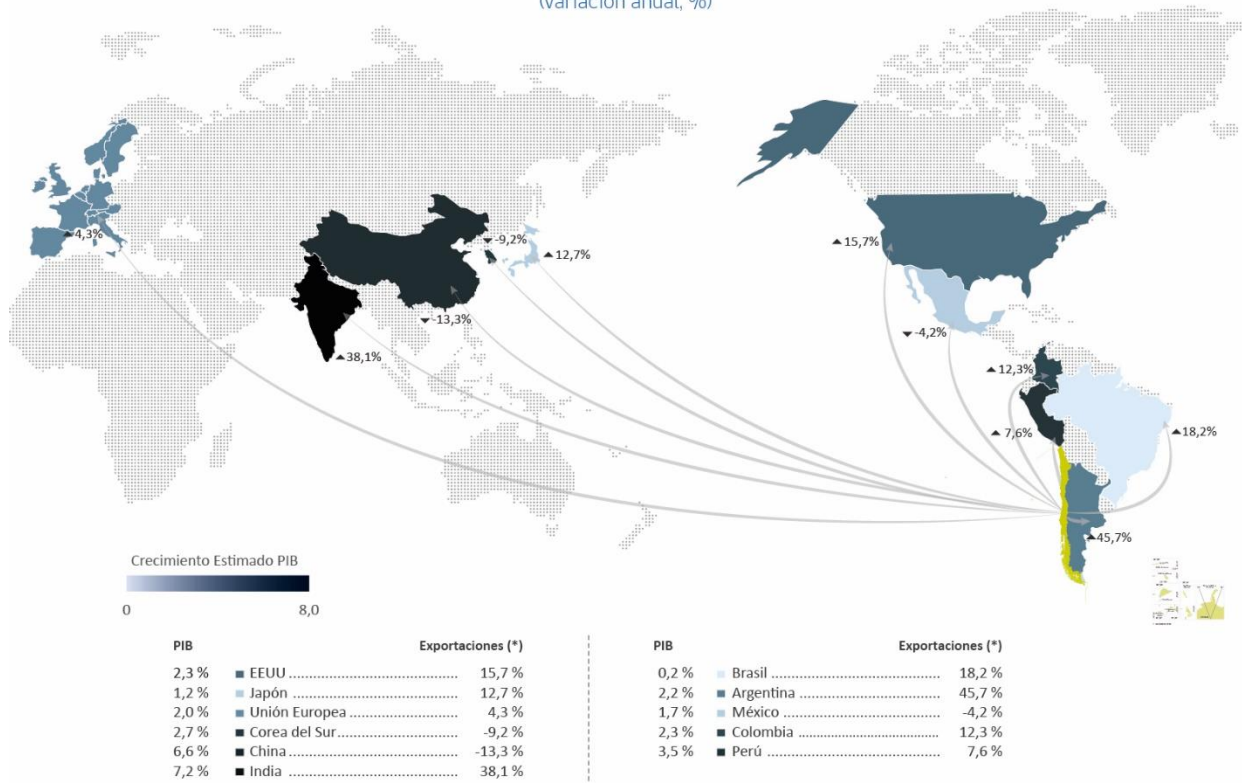 (variación anual, %)
4,3%
-9,2%
12,7%
15,7%
-13,3%
-4,2%
38,1%
12,3%
7,6%
18,2%
45,7%
Crecimiento Estimado PIB
0 8,0
PIB Exportaciones (*)
2,3 % EEUU 15,7 %
1,2 % Japón 12,7 %
2,0 % Unión Europea 4,3 %
2,7 % Corea del Sur -9,2 %
6,6 % China -13,3 %
7,2 % India 38,1 %
PIB Exportaciones (*)
0,2 % Brasil 18,2 %
2,2 % Argentina 45,7 %
1,7 % México -4,2 %
2,3 % Colombia 12,3 %
3,5 % Perú 7,6 %